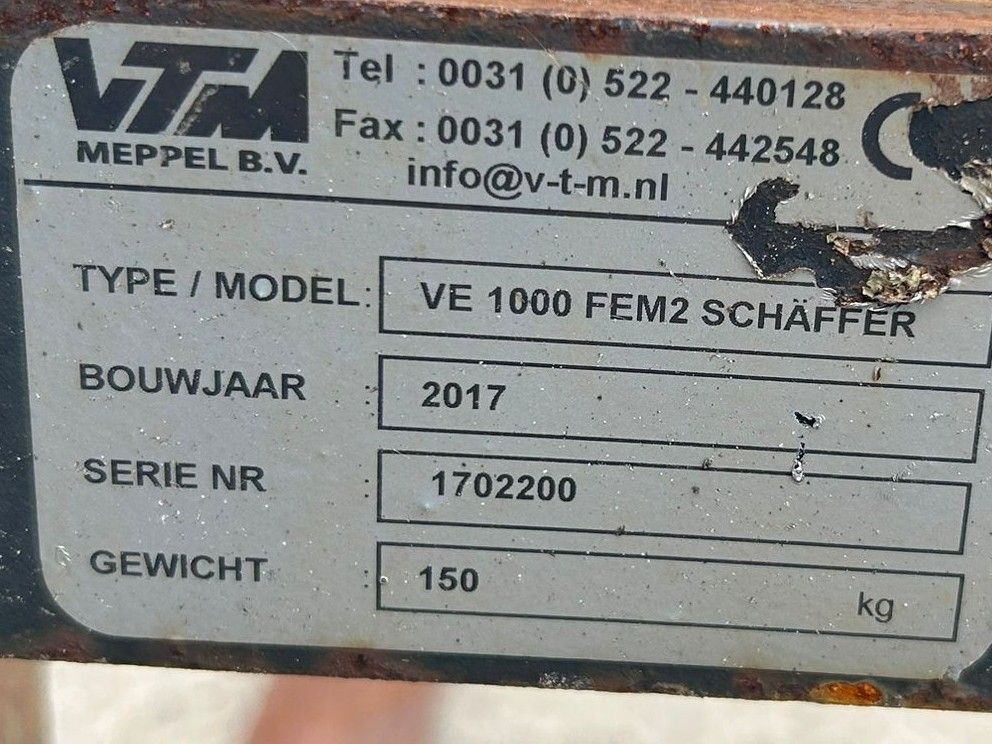 VTM
MEPPEL B.V.
Tel : 0031 (0) 522 - 440128
Fax : 0031 (0) 522 - 442548
info@v-t-m.nl
TYPE / MODEL: VE 1000 FEM2 SCHÄFFER
BOUWJAAR : 2017
SERIE NR : 1702200
GEWICHT : 150 kg